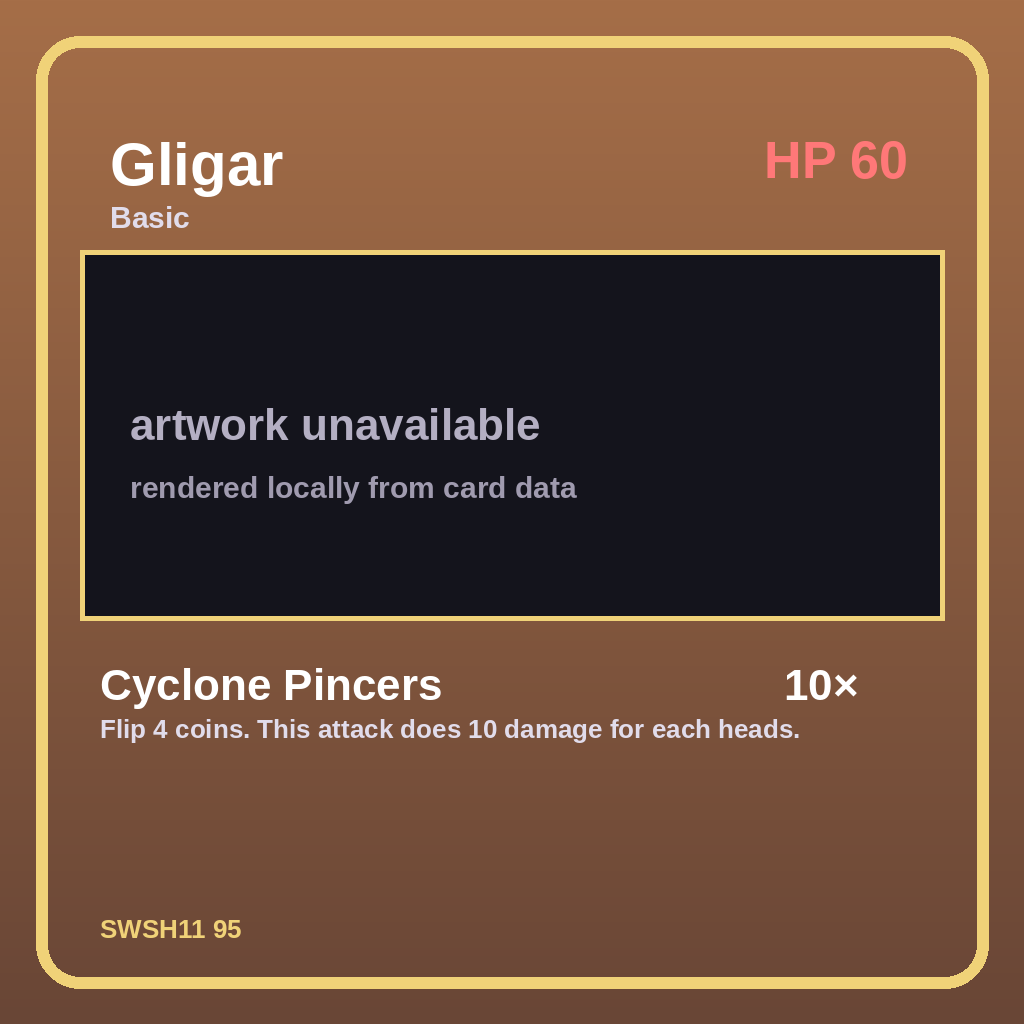 Gligar
HP 60
Basic
artwork unavailable
rendered locally from card data
Cyclone Pincers
10×
Flip 4 coins. This attack does 10 damage for each heads.
SWSH11 95